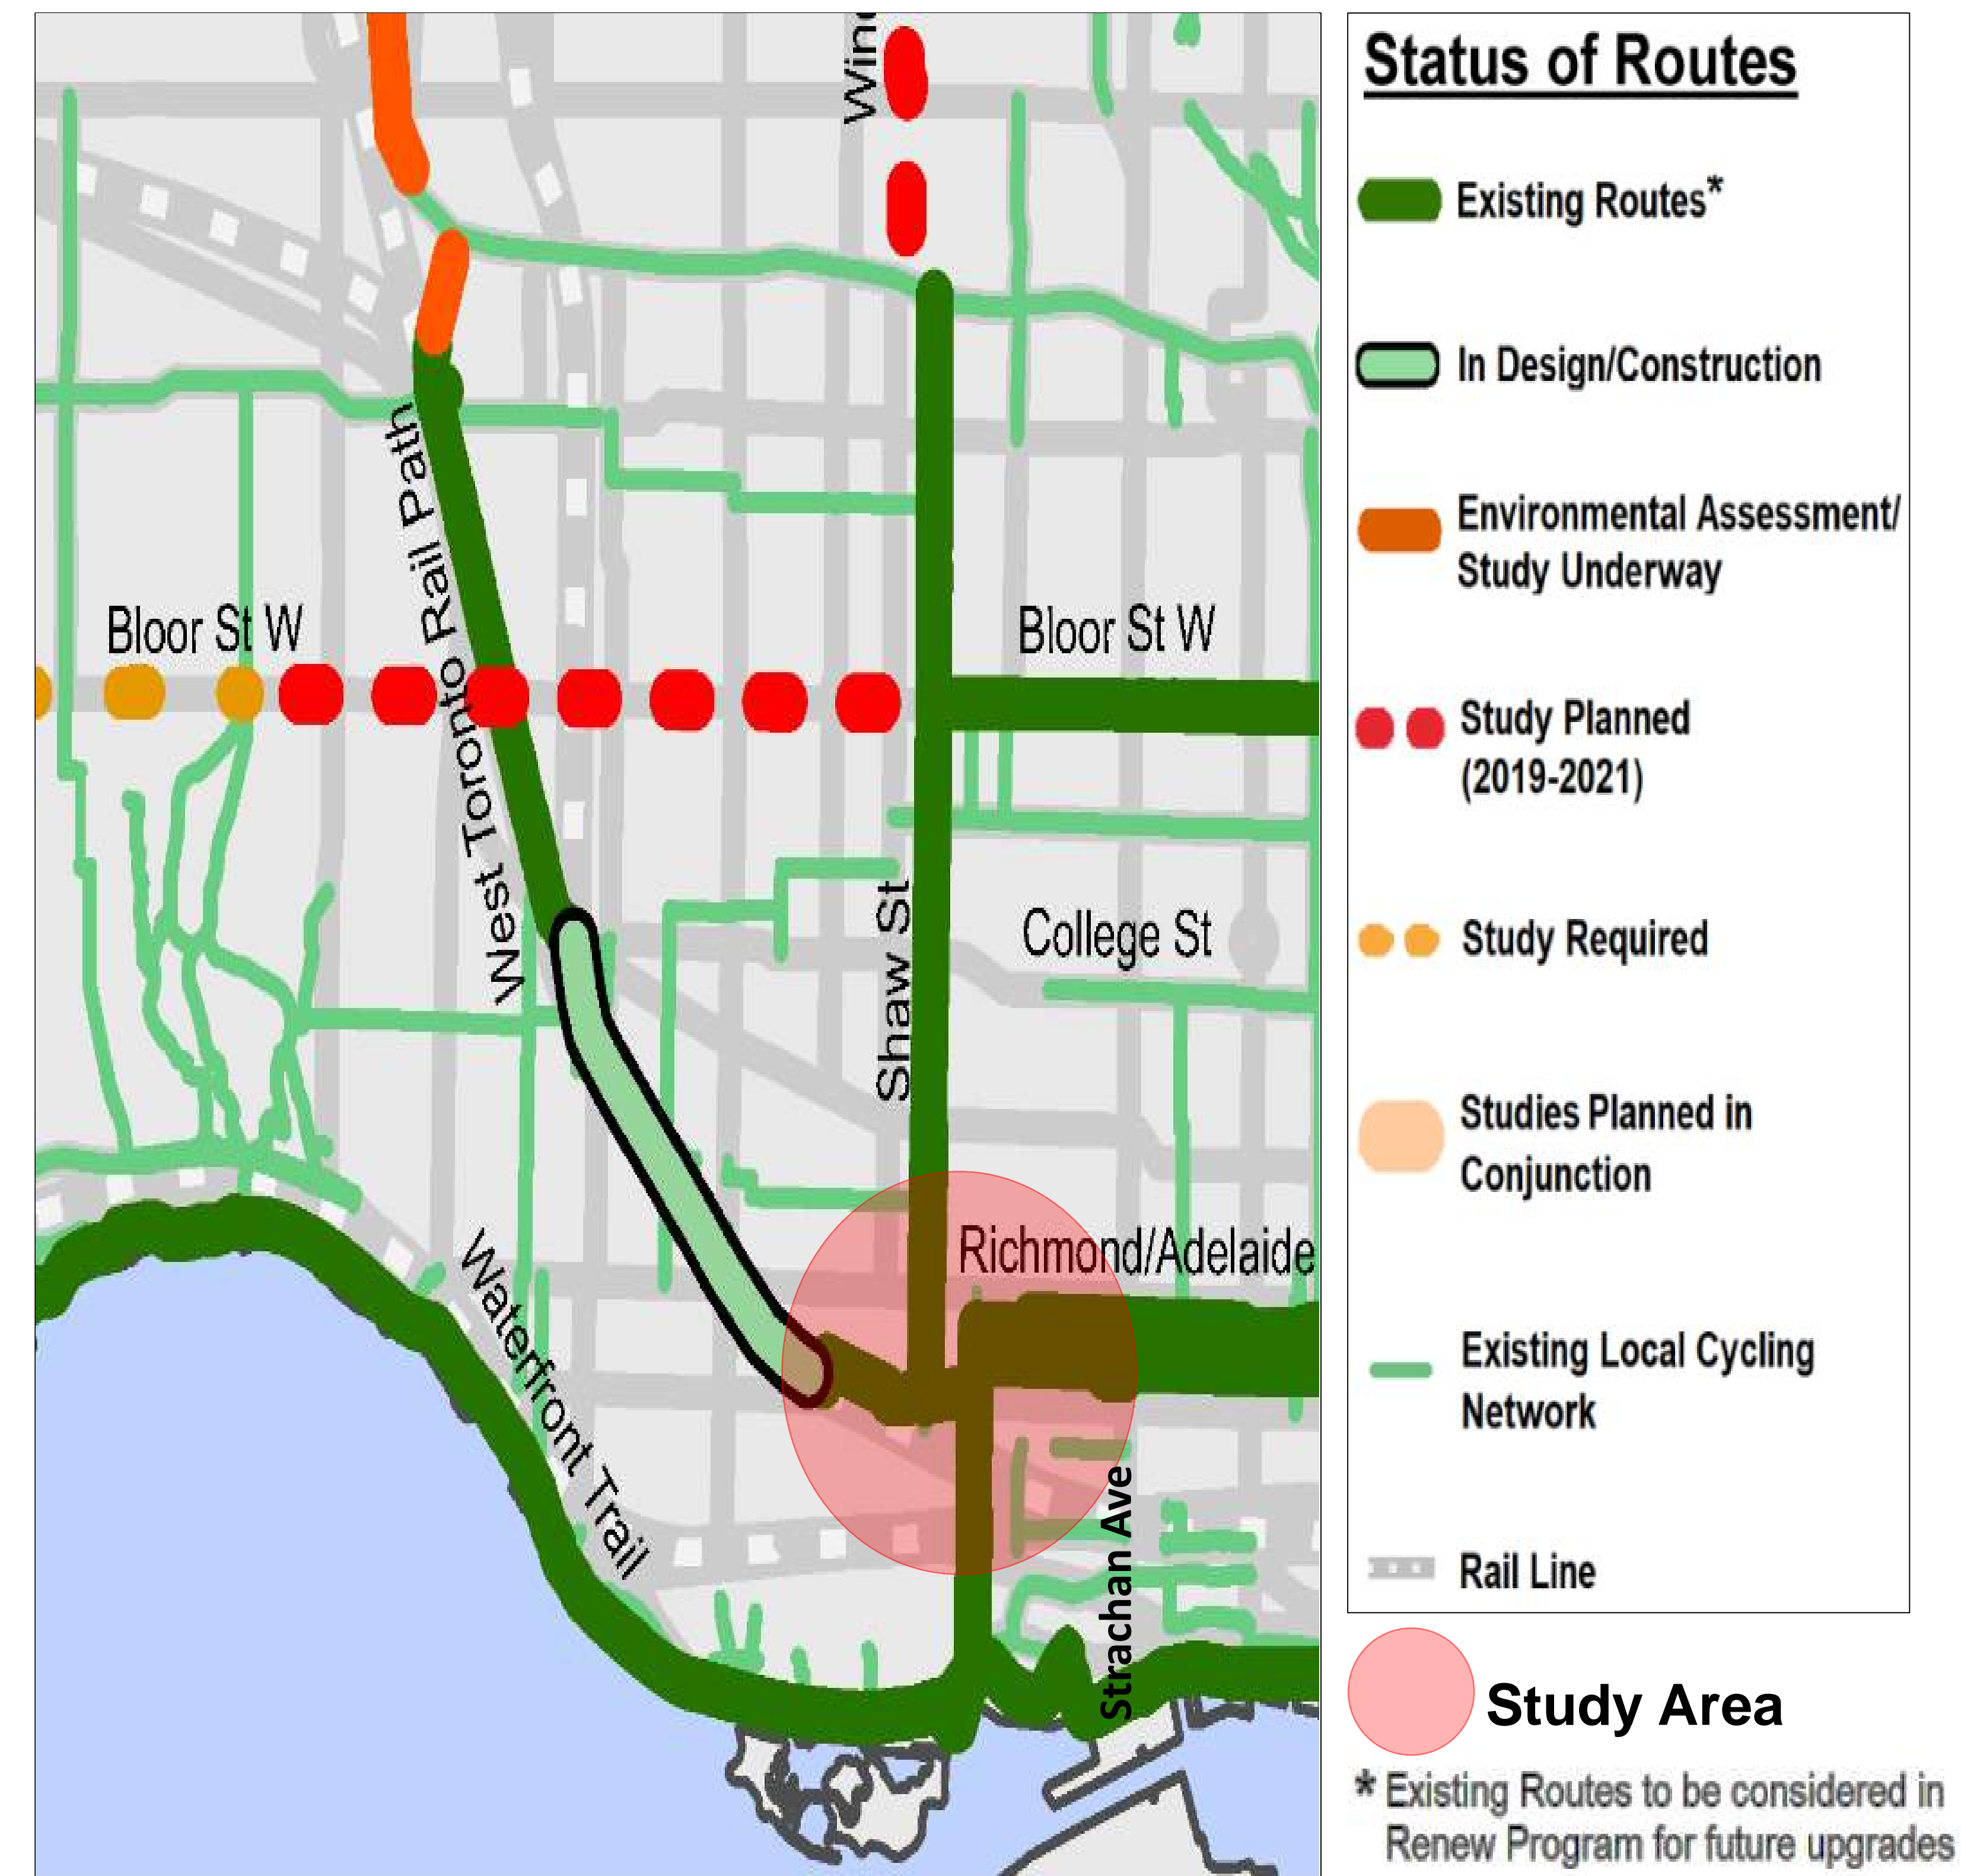 Wind
West Toronto Rail Path
Bloor St W
Bloor St W
Shaw St
College St
Richmond/Adelaide
Waterfront Trail
Strachan Ave
Status of Routes
Existing Routes*
In Design/Construction
Environmental Assessment/
Study Underway
Study Planned
(2019-2021)
Study Required
Studies Planned in
Conjunction
Existing Local Cycling
Network
Rail Line
Study Area
* Existing Routes to be considered in
Renew Program for future upgrades